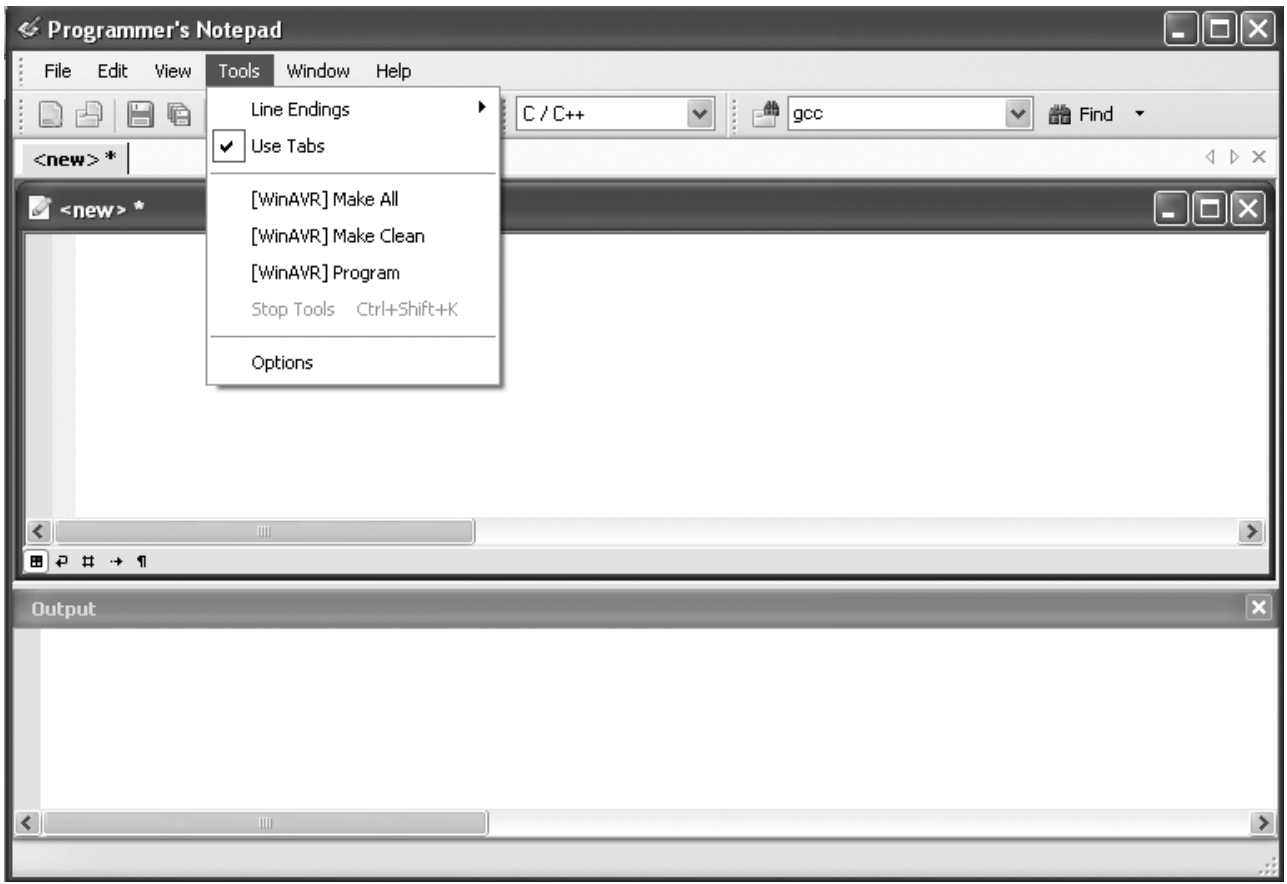 Programmer's Notepad
File Edit View Tools Window Help
C / C++ gcc Find
<new> *
Line Endings
Use Tabs
[WinAVR] Make All
[WinAVR] Make Clean
[WinAVR] Program
Stop Tools Ctrl+Shift+K
Options
<new> *
Output